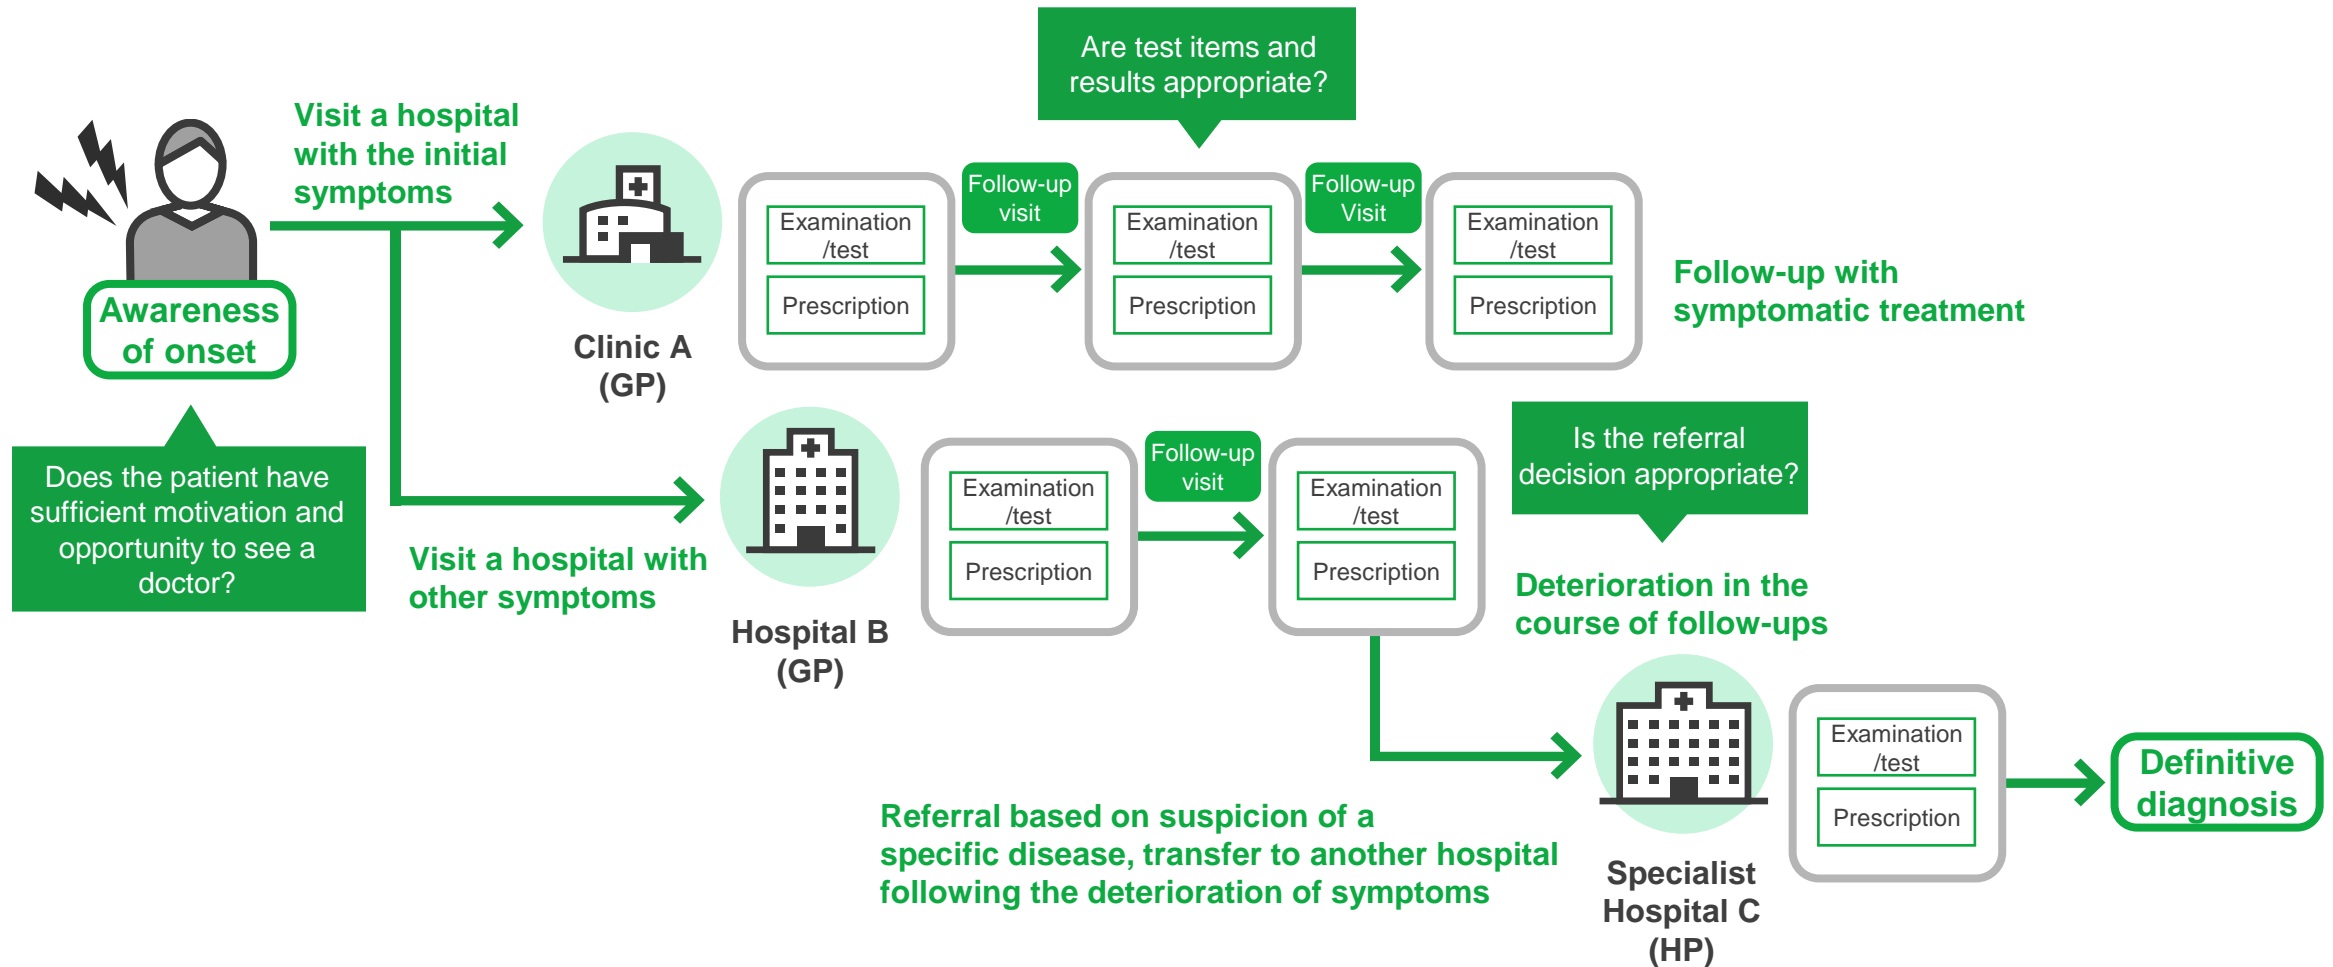 Are test items and
results appropriate?
Visit a hospital
with the initial
symptoms
Awareness
of onset
Does the patient have
sufficient motivation and
opportunity to see a
doctor?
Clinic A
(GP)
Examination
/test
Prescription
Follow-up
visit
Examination
/test
Prescription
Follow-up
Visit
Examination
/test
Prescription
Follow-up with
symptomatic treatment
Visit a hospital with
other symptoms
Hospital B
(GP)
Examination
/test
Prescription
Follow-up
visit
Examination
/test
Prescription
Is the referral
decision appropriate?
Deterioration in the
course of follow-ups
Referral based on suspicion of a
specific disease, transfer to another hospital
following the deterioration of symptoms
Specialist
Hospital C
(HP)
Examination
/test
Prescription
Definitive
diagnosis